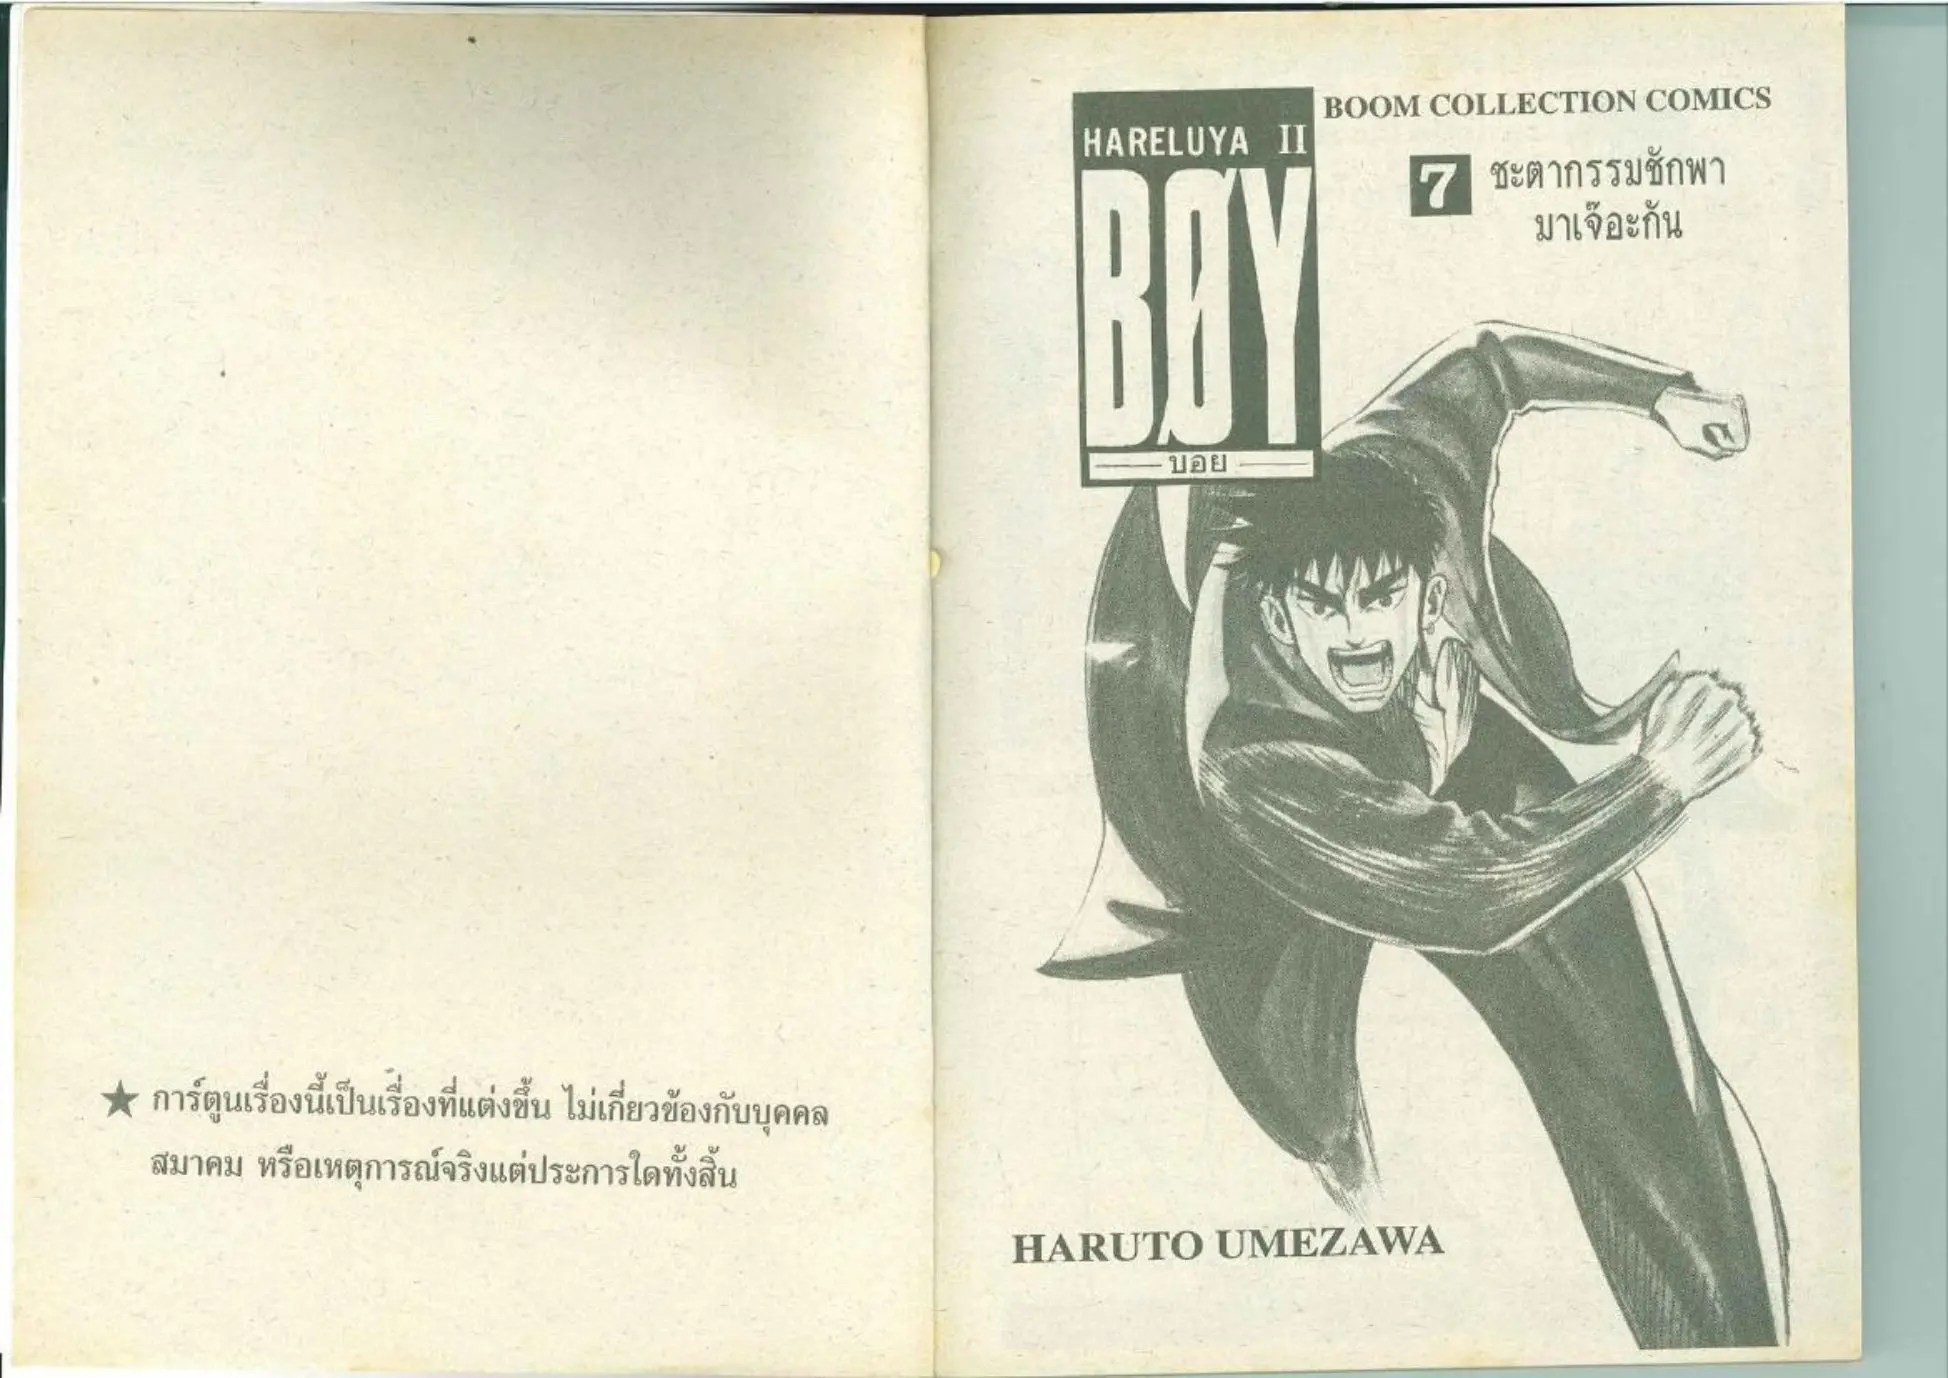 ★ การ์ตูนเรื่องนี้เป็นเรื่องที่แต่งขึ้น ไม่เกี่ยวข้องกับบุคคล
สมาคม หรือเหตุการณ์จริงแต่ประการใดทั้งสิ้น
BOOM COLLECTION COMICS
HARELUYA II
BØY
บอย
7 ชะตากรรมชักพา
มาเจ๊อะกัน
HARUTO UMEZAWA